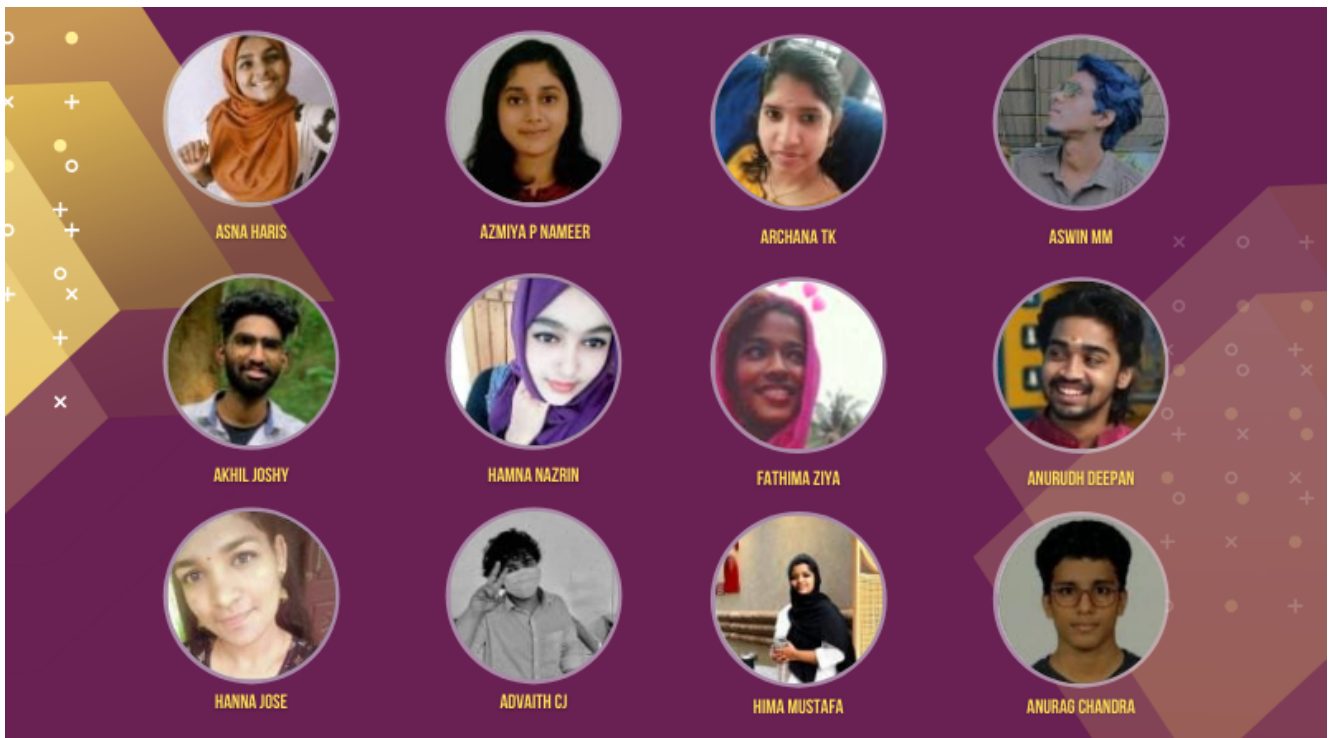 ASNA HARIS
AZMIYA P NAMEER
ARCHANA TK
ASWIN MM
AKHIL JOSHY
HAMNA NAZRIN
FATHIMA ZIYA
ANURUDH DEEPAN
HANNA JOSE
ADVAITH CJ
HIMA MUSTAFA
ANURAG CHANDRA